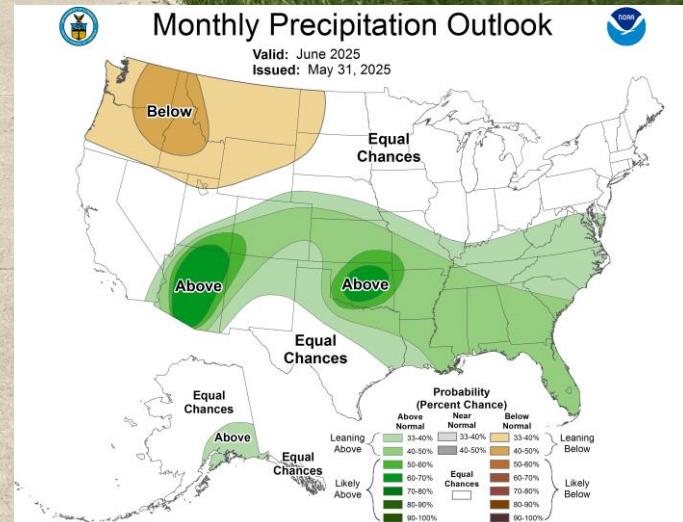 Monthly Precipitation Outlook
NOAA
Valid: June 2025
Issued: May 31, 2025
Below
Equal
Chances
Above
Above
Equal
Chances
Equal
Chances
Above
Equal
Chances
Probability
(Percent Chance)
Above
Normal
Near
Normal
Below
Normal
Leaning
Above
33-40%
40-50%
33-40%
40-50%
33-40%
40-50%
Leaning
Below
Likely
Above
50-60%
60-70%
70-80%
80-90%
90-100%
Equal
Chances
50-60%
60-70%
70-80%
80-90%
90-100%
Likely
Below